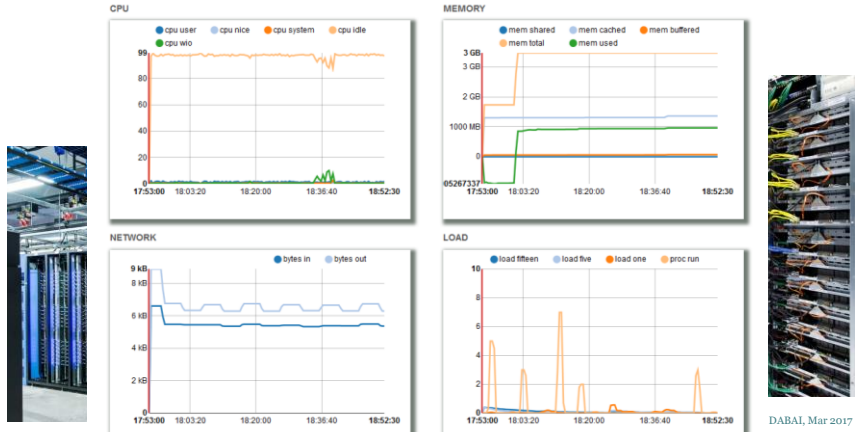 CPU
cpu user cpu nice cpu system cpu idle
cpu wio
99
80
60
40
20
0
17:53:00 18:03:20 18:20:00 18:36:40 18:52:30
MEMORY
mem shared mem cached mem buffered
mem total mem used
3 GB
3 GB
2 GB
1000 MB
0
05267337
17:53:00 18:03:20 18:20:00 18:36:40 18:52:30
NETWORK
bytes in bytes out
9 kB
8 kB
6 kB
4 kB
2 kB
0
17:53:00 18:03:20 18:20:00 18:36:40 18:52:30
LOAD
load fifteen load five load one proc run
10
8
6
4
2
0
17:53:00 18:03:20 18:20:00 18:36:40 18:52:30
DABAI, Mar 2017